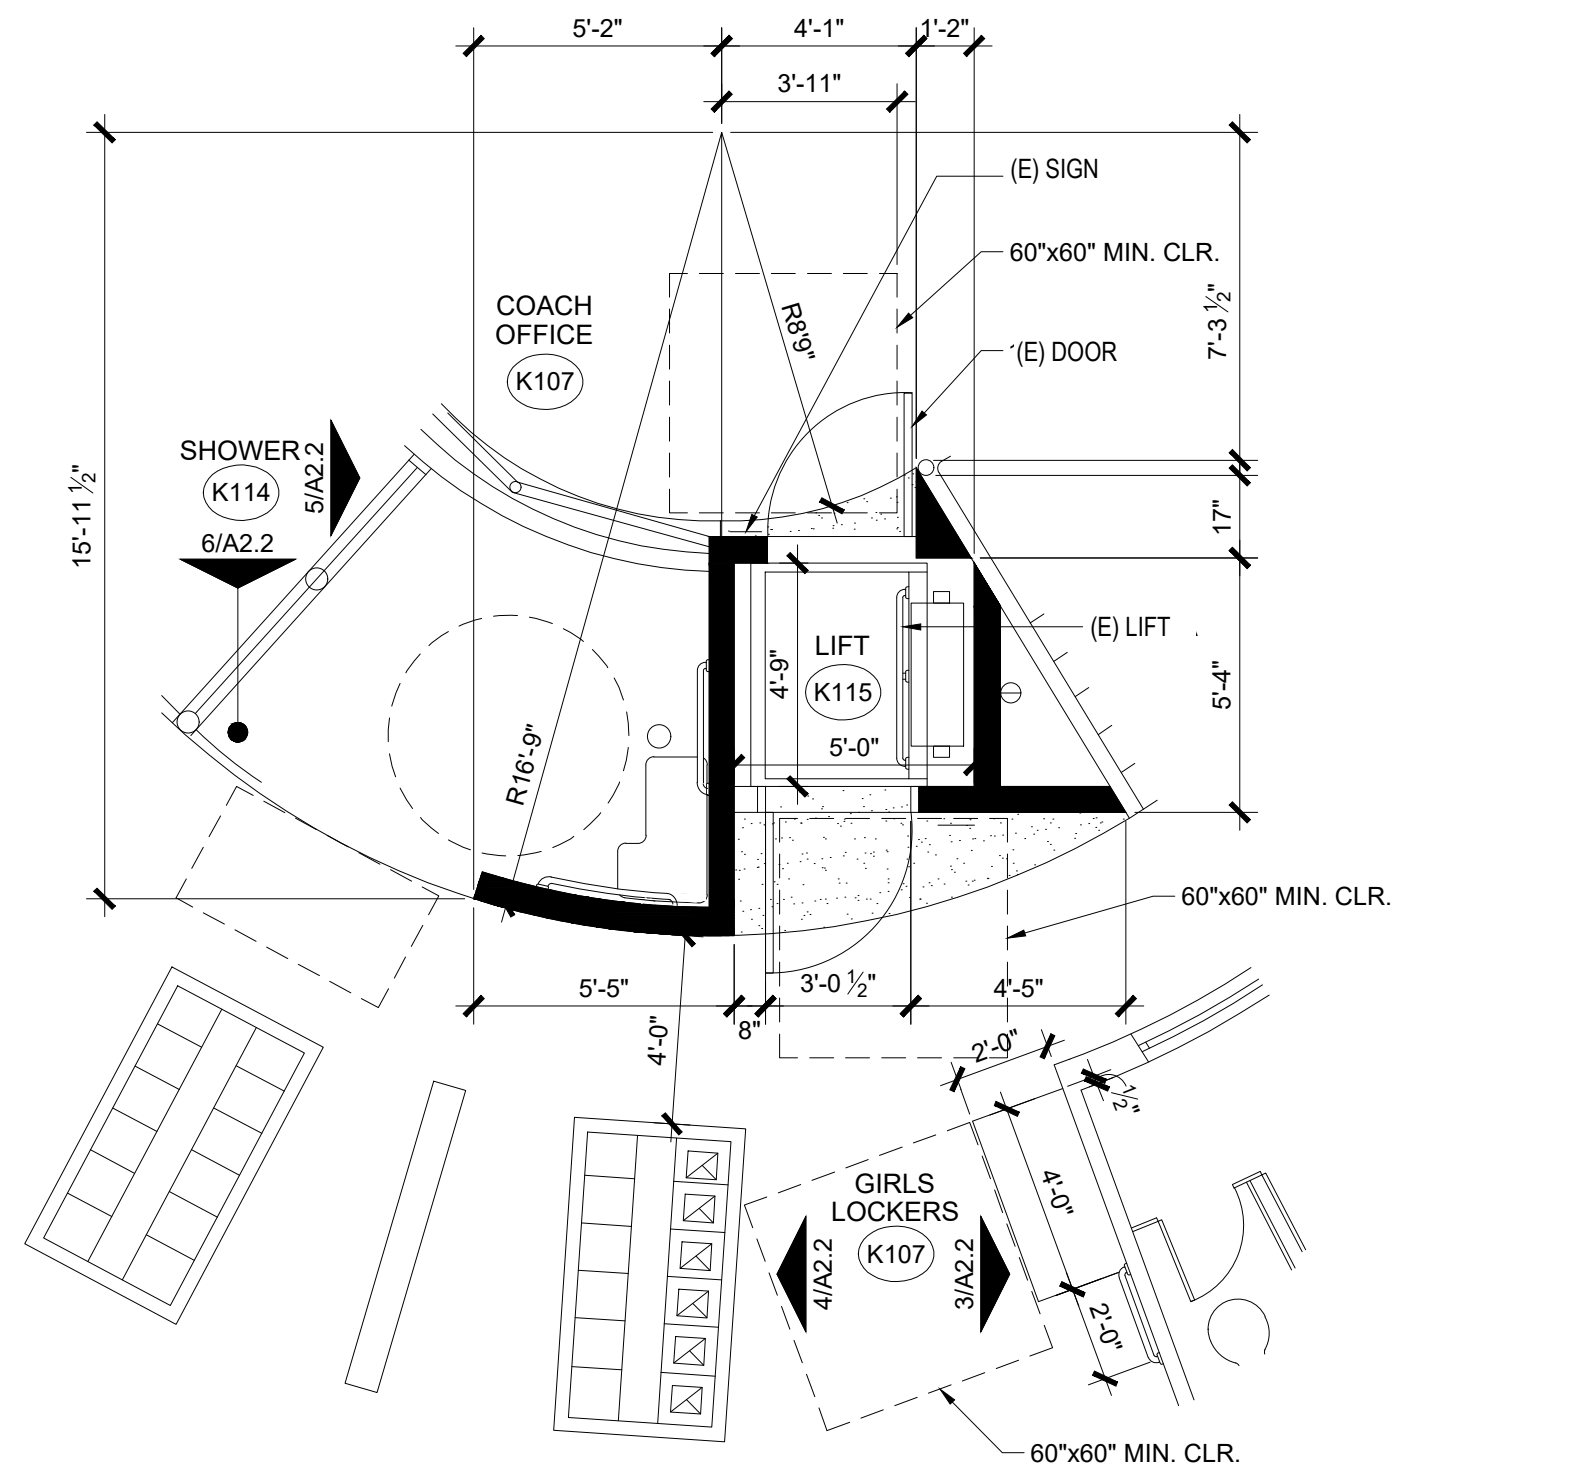 5'-2"
4'-1"
1'-2"
3'-11"
(E) SIGN
60"x60" MIN. CLR.
COACH
OFFICE
K107
R8'9"
7'-3 ½"
(E) DOOR
SHOWER
K114
5/A2.2
6/A2.2
15'-11 ½"
17"
(E) LIFT
LIFT
K115
4'-9"
5'-0"
5'-4"
R16'-9"
60"x60" MIN. CLR.
5'-5"
8"
3'-0 ½"
4'-5"
4'-0"
2'-0"
½"
GIRLS
LOCKERS
K107
4/A2.2
3/A2.2
4'-0"
2'-0"
60"x60" MIN. CLR.